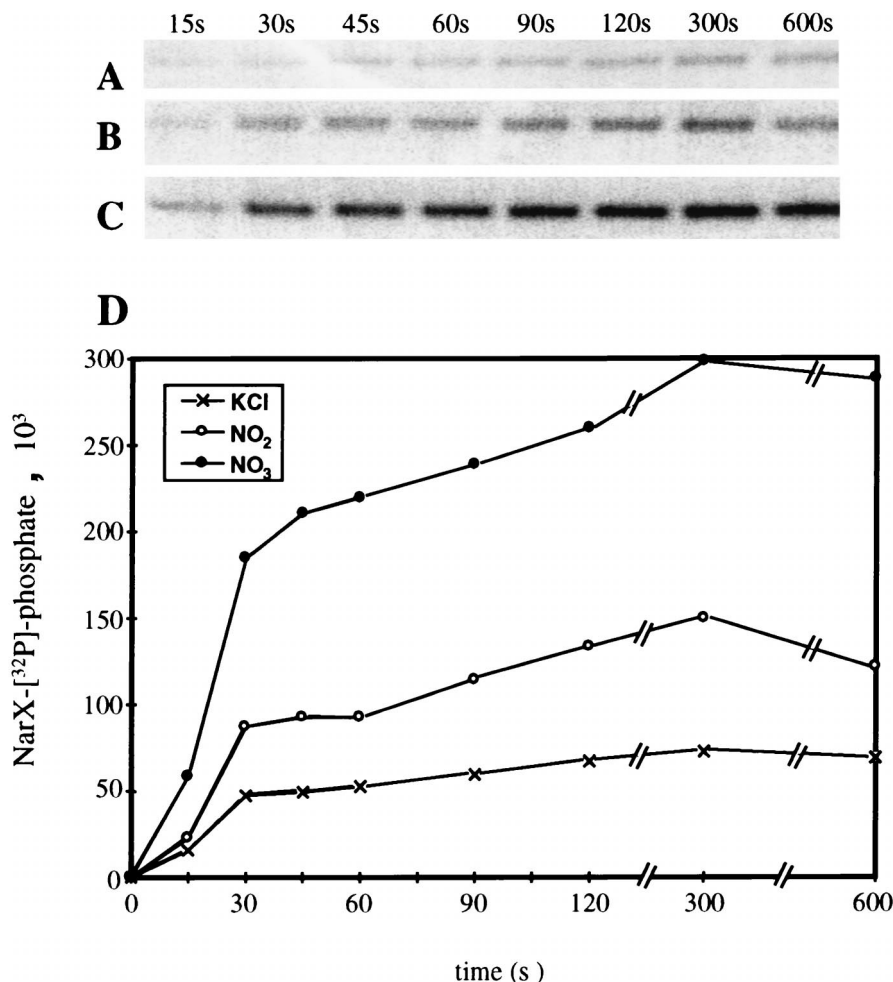 15s 30s 45s 60s 90s 120s 300s 600s
A
B
C
D
300
250
200
150
100
50
0
KCl
NO₂
NO₃
NarX-[³²P]-phosphate , 10³
0 30 60 90 120 300 600
time (s )